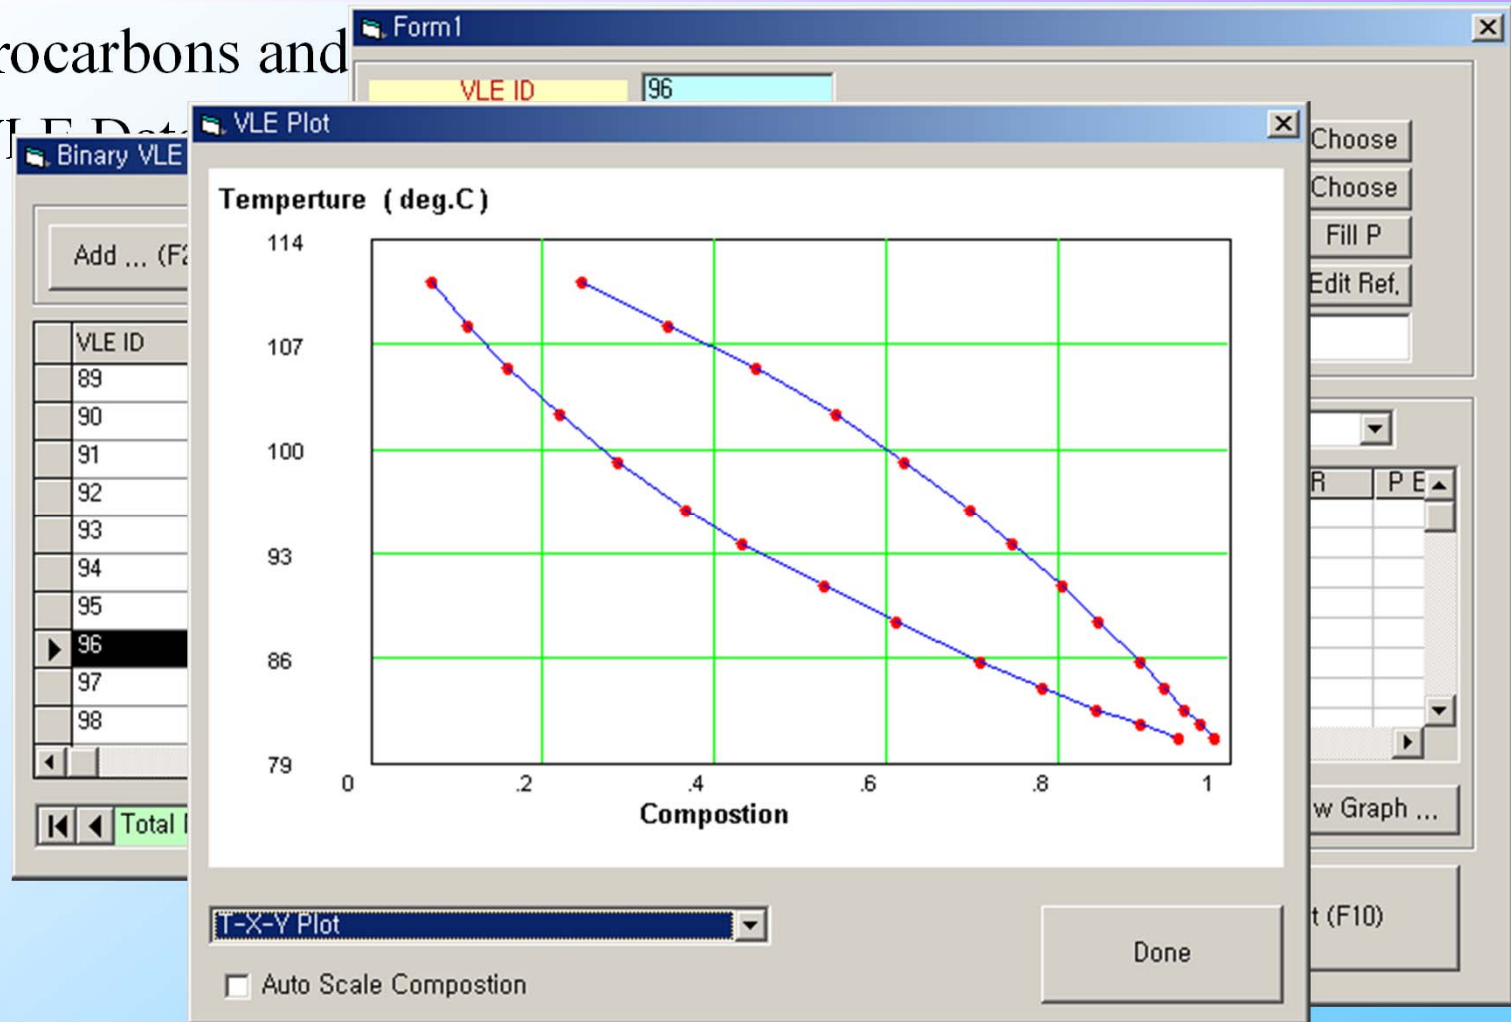 rocarbons and
Form1
VLE ID
96
VLE Plot
Binary VLE
Choose
Choose
Fill P
Edit Ref,
Add ... (F2
VLE ID
89
90
91
92
93
94
95
96
97
98
Total
Temperture ( deg.C )
114
107
100
93
86
79
0 .2 .4 .6 .8 1
Compostion
R P E
w Graph ...
T-X-Y Plot
Auto Scale Compostion
Done
t (F10)